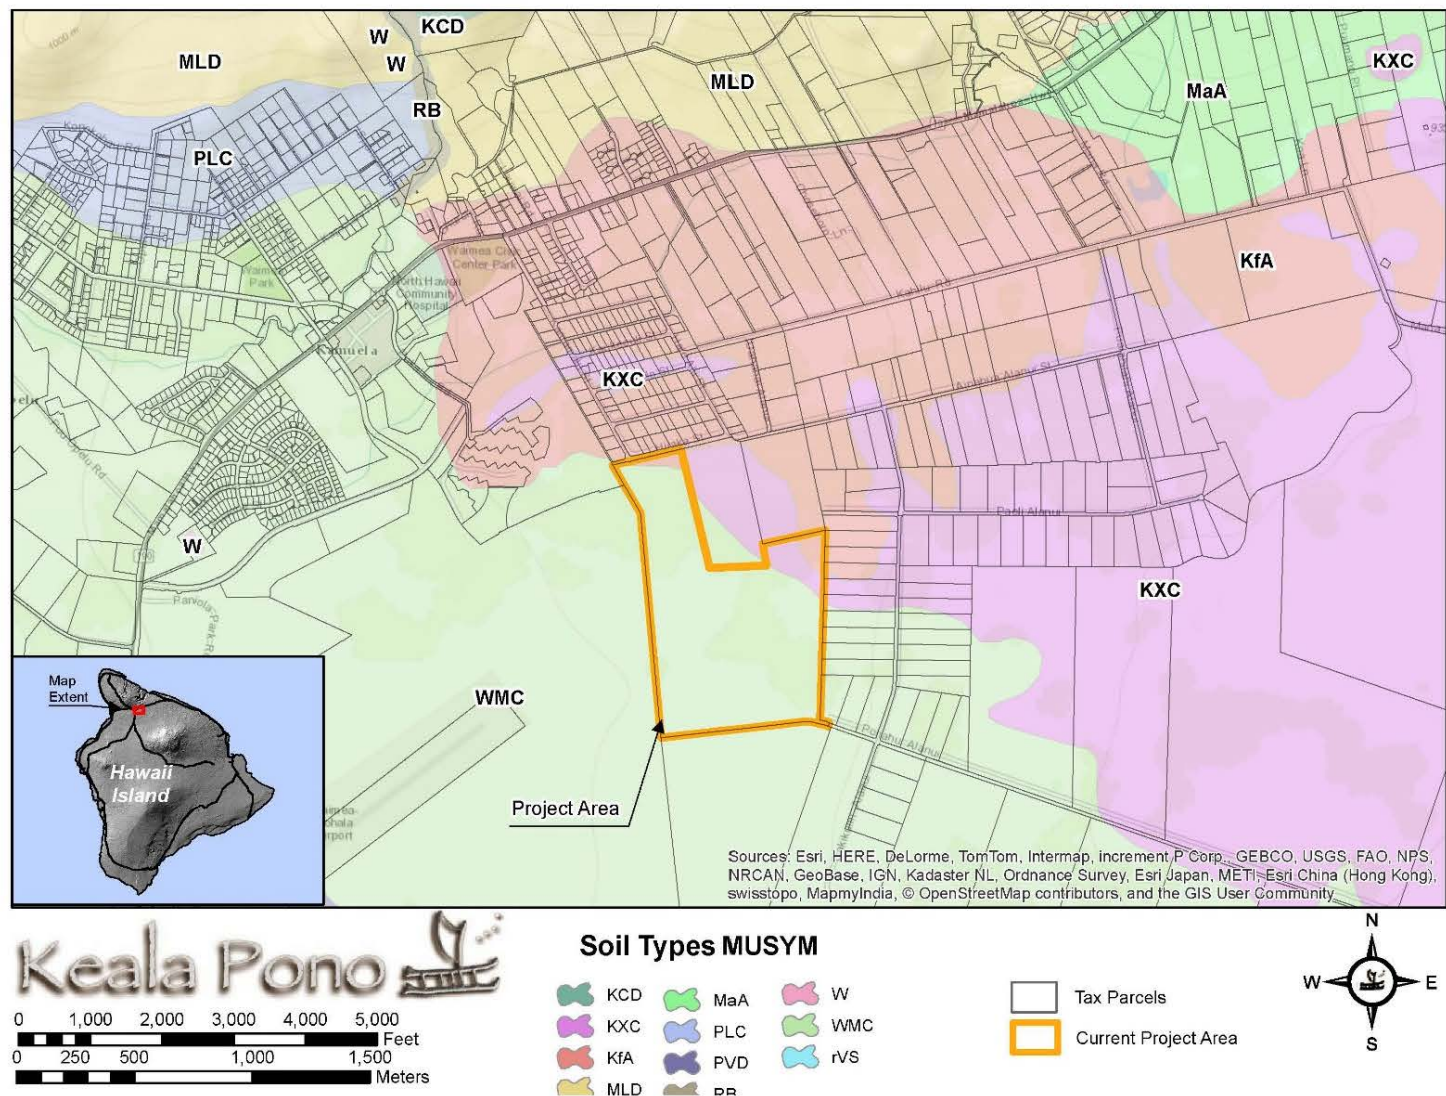 KCD
W
W
MLD
MLD
KXC
MaA
RB
PLC
Waimea Civic
Center Park
North Hawaii
Community
Hospital
KfA
Kamuela
KXC
Paoli Alanui
W
KXC
Map
Extent
WMC
Hawaii
Island
Poliahu Alanui
Project Area
Sources: Esri, HERE, DeLorme, TomTom, Intermap, increment P Corp., GEBCO, USGS, FAO, NPS,
NRCAN, GeoBase, IGN, Kadaster NL, Ordnance Survey, Esri Japan, METI, Esri China (Hong Kong),
swisstopo, MapmyIndia, © OpenStreetMap contributors, and the GIS User Community
Keala Pono
Soil Types MUSYM
N
W
E
S
KCD
KXC
KfA
MLD
MaA
PLC
PVD
RB
W
WMC
rVS
Tax Parcels
Current Project Area
0 1,000 2,000 3,000 4,000 5,000
Feet
0 250 500 1,000 1,500
Meters